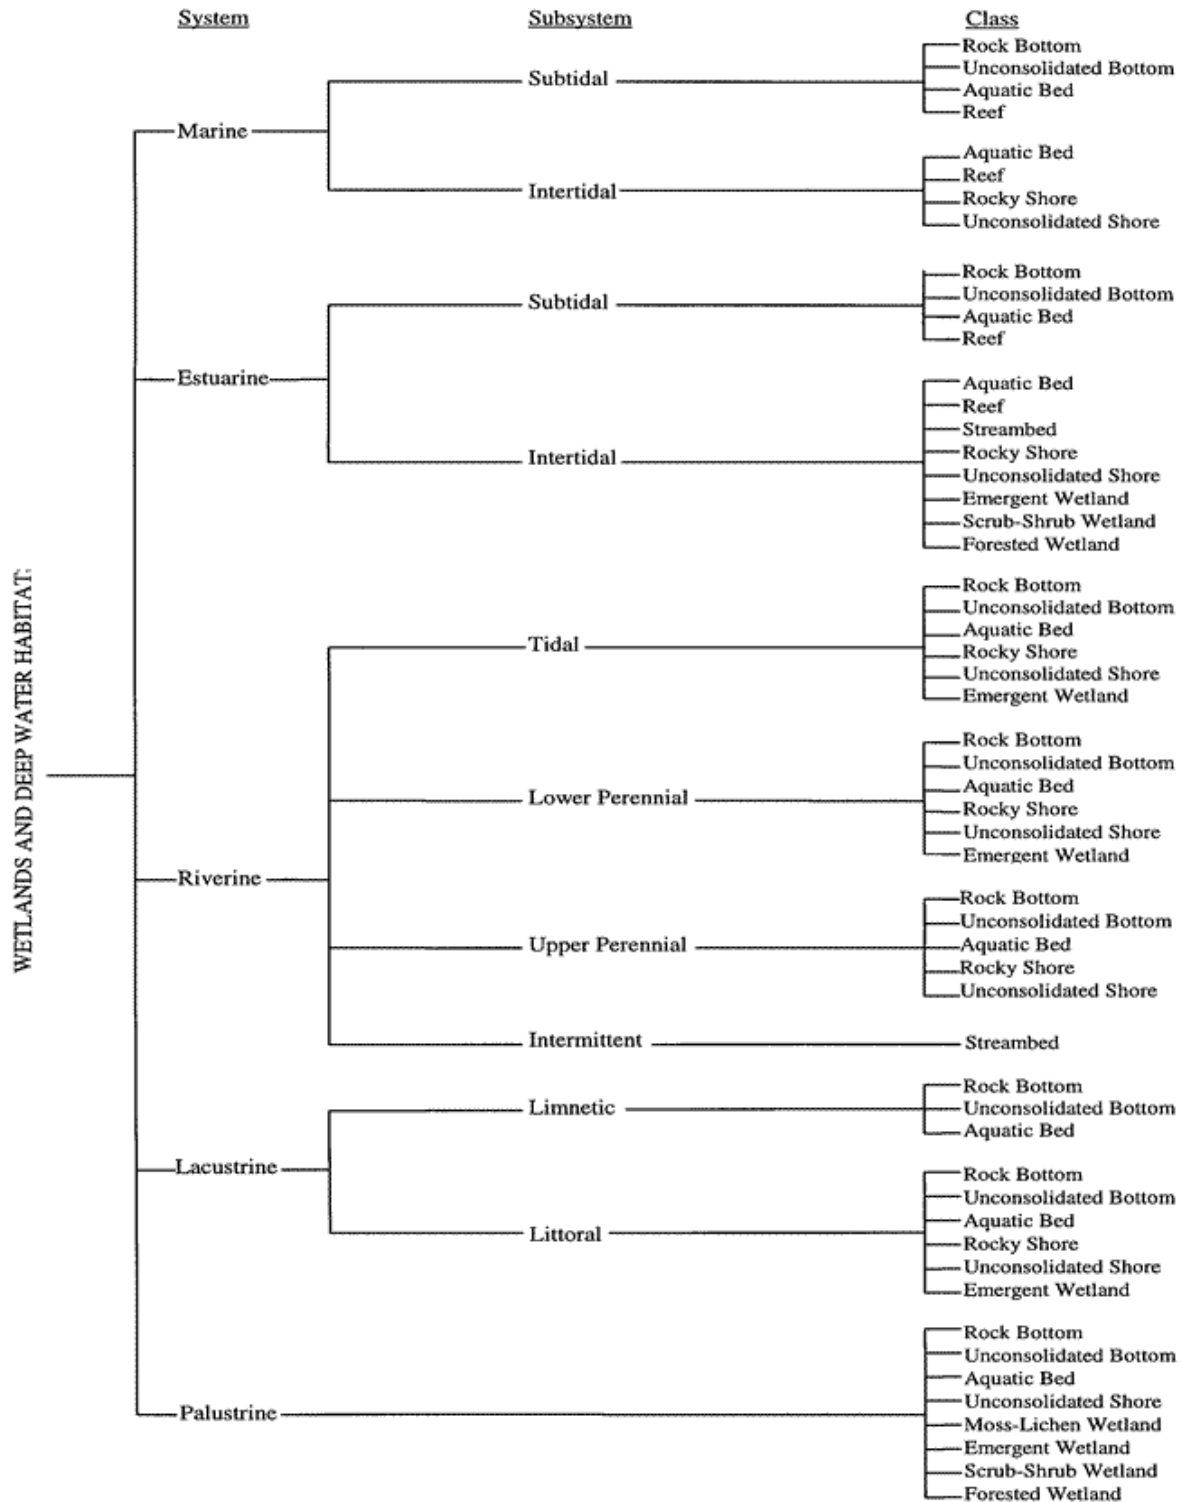 System Subsystem Class
Rock Bottom
Unconsolidated Bottom
Subtidal
Aquatic Bed
Reef
Marine
Aquatic Bed
Reef
Intertidal
Rocky Shore
Unconsolidated Shore
Rock Bottom
Unconsolidated Bottom
Subtidal
Aquatic Bed
Reef
Estuarine
Aquatic Bed
Reef
Streambed
Rocky Shore
Intertidal
Unconsolidated Shore
Emergent Wetland
Scrub-Shrub Wetland
Forested Wetland
WETLANDS AND DEEP WATER HABITAT
Rock Bottom
Unconsolidated Bottom
Aquatic Bed
Tidal
Rocky Shore
Unconsolidated Shore
Emergent Wetland
Rock Bottom
Unconsolidated Bottom
Aquatic Bed
Lower Perennial
Rocky Shore
Unconsolidated Shore
Emergent Wetland
Riverine
Rock Bottom
Unconsolidated Bottom
Upper Perennial
Aquatic Bed
Rocky Shore
Unconsolidated Shore
Intermittent
Streambed
Rock Bottom
Limnetic
Unconsolidated Bottom
Aquatic Bed
Lacustrine
Rock Bottom
Unconsolidated Bottom
Aquatic Bed
Littoral
Rocky Shore
Unconsolidated Shore
Emergent Wetland
Rock Bottom
Unconsolidated Bottom
Aquatic Bed
Unconsolidated Shore
Palustrine
Moss-Lichen Wetland
Emergent Wetland
Scrub-Shrub Wetland
Forested Wetland